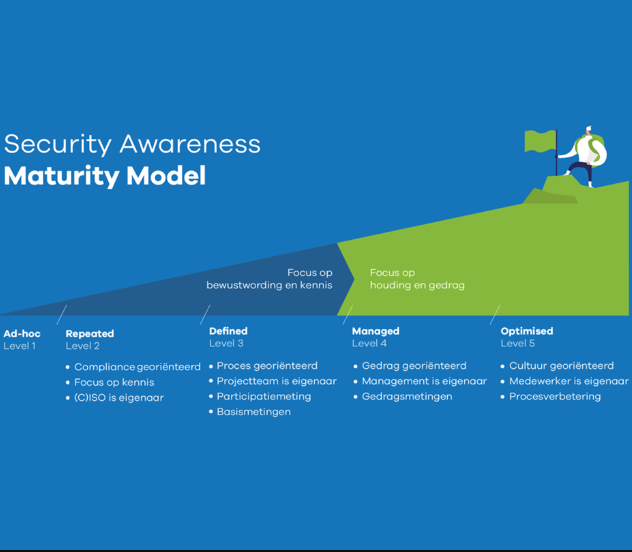 Security Awareness
Maturity Model
Focus op
bewustwording en kennis
Focus op
houding en gedrag
Ad-hoc
Level 1
Repeated
Level 2
• Compliance georiënteerd
• Focus op kennis
• (C)ISO is eigenaar
Defined
Level 3
• Proces georiënteerd
• Projectteam is eigenaar
• Participatiemeting
• Basismetingen
Managed
Level 4
• Gedrag georiënteerd
• Management is eigenaar
• Gedragsmetingen
Optimised
Level 5
• Cultuur georiënteerd
• Medewerker is eigenaar
• Procesverbetering